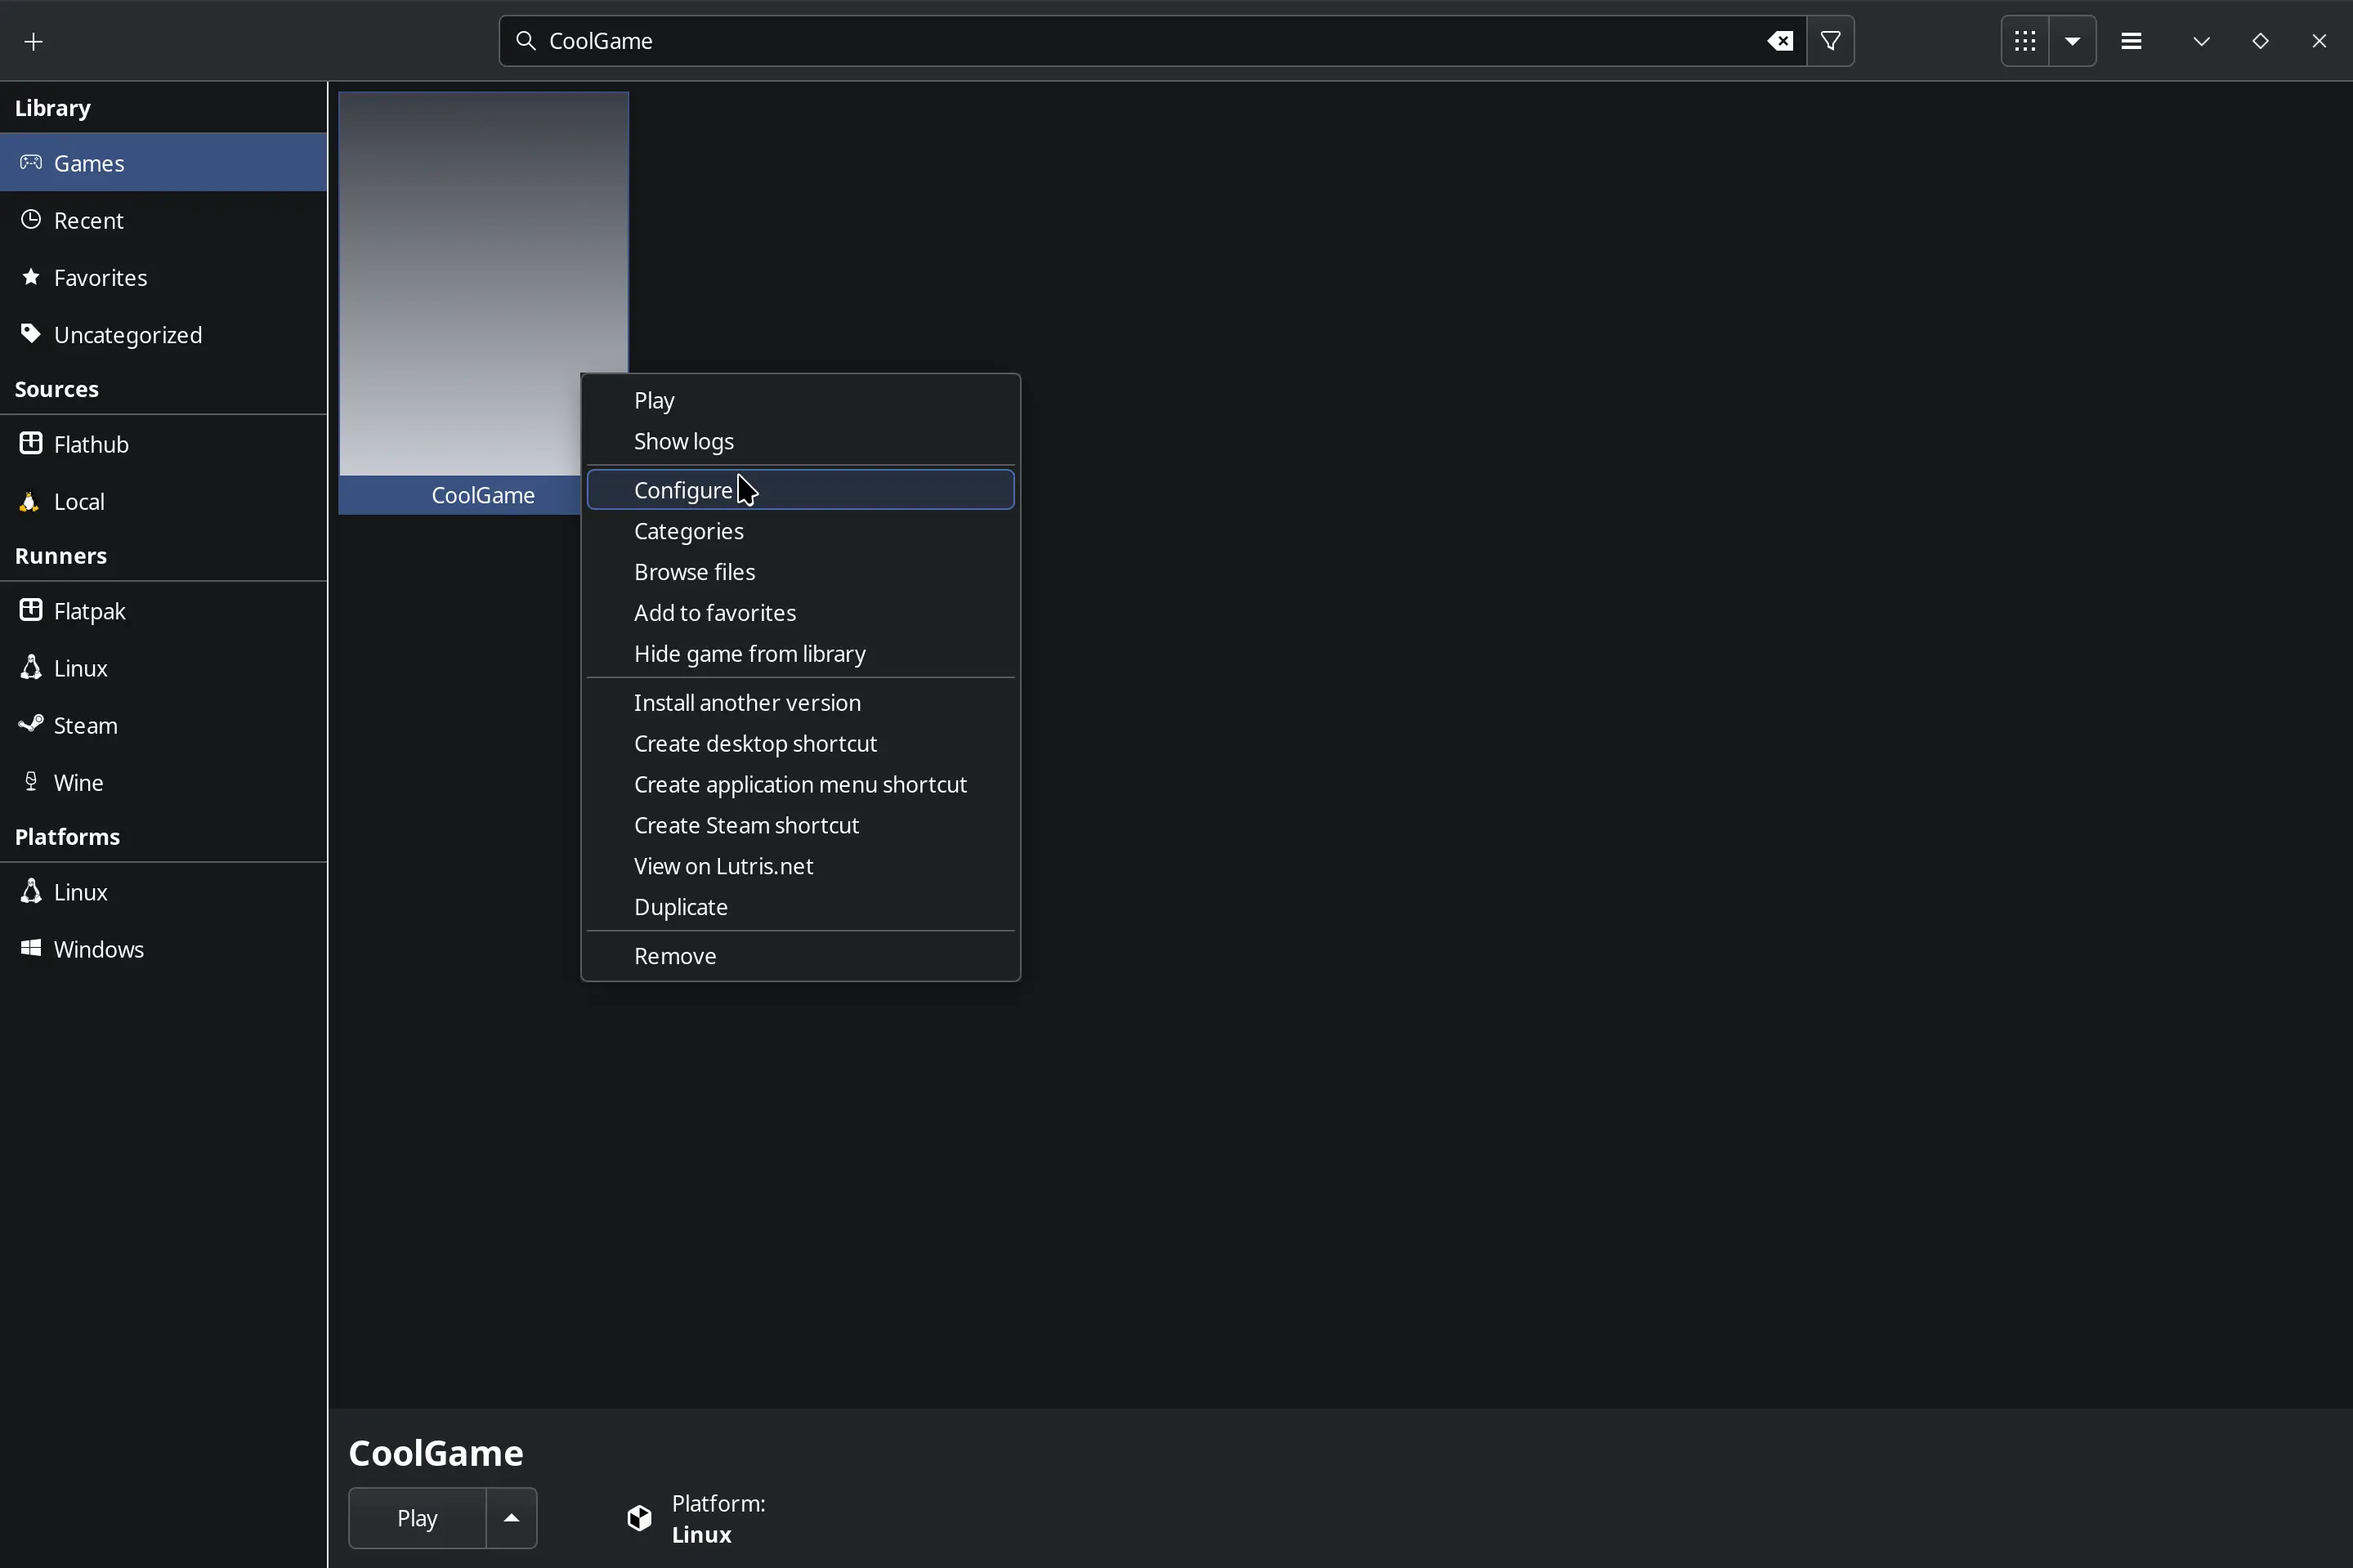 CoolGame
Library
Games
Recent
Favorites
Uncategorized
Sources
Flathub
Local
Runners
Flatpak
Linux
Steam
Wine
Platforms
Linux
Windows
CoolGame
Play
Show logs
Configure
Categories
Browse files
Add to favorites
Hide game from library
Install another version
Create desktop shortcut
Create application menu shortcut
Create Steam shortcut
View on Lutris.net
Duplicate
Remove
CoolGame
Play
Platform:
Linux